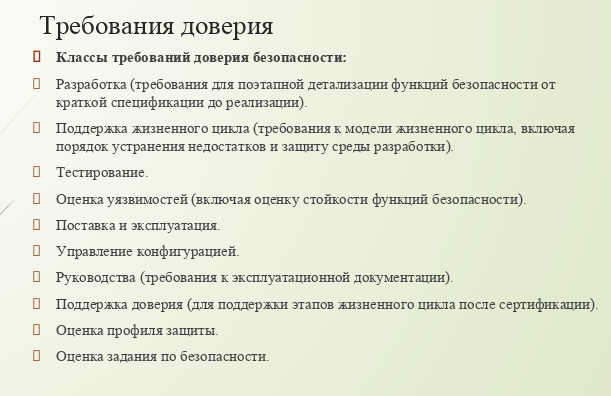 Требования доверия
Классы требований доверия безопасности:
Разработка (требования для поэтапной детализации функций безопасности от
краткой спецификации до реализации).
Поддержка жизненного цикла (требования к модели жизненного цикла, включая
порядок устранения недостатков и защиту среды разработки).
Тестирование.
Оценка уязвимостей (включая оценку стойкости функций безопасности).
Поставка и эксплуатация.
Управление конфигурацией.
Руководства (требования к эксплуатационной документации).
Поддержка доверия (для поддержки этапов жизненного цикла после сертификации).
Оценка профиля защиты.
Оценка задания по безопасности.